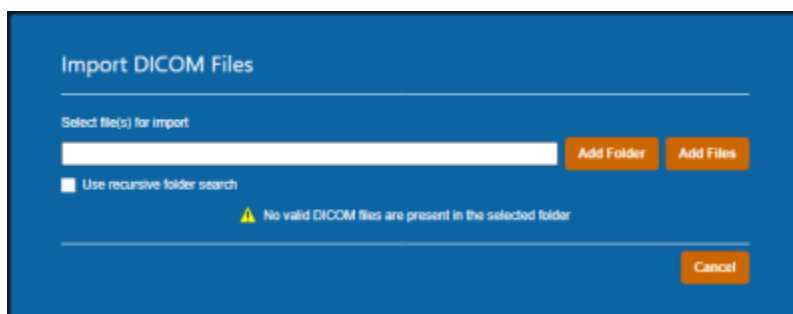 Import DICOM Files
Select file(s) for import
Add Folder Add Files
Use recursive folder search
No valid DICOM files are present in the selected folder
Cancel